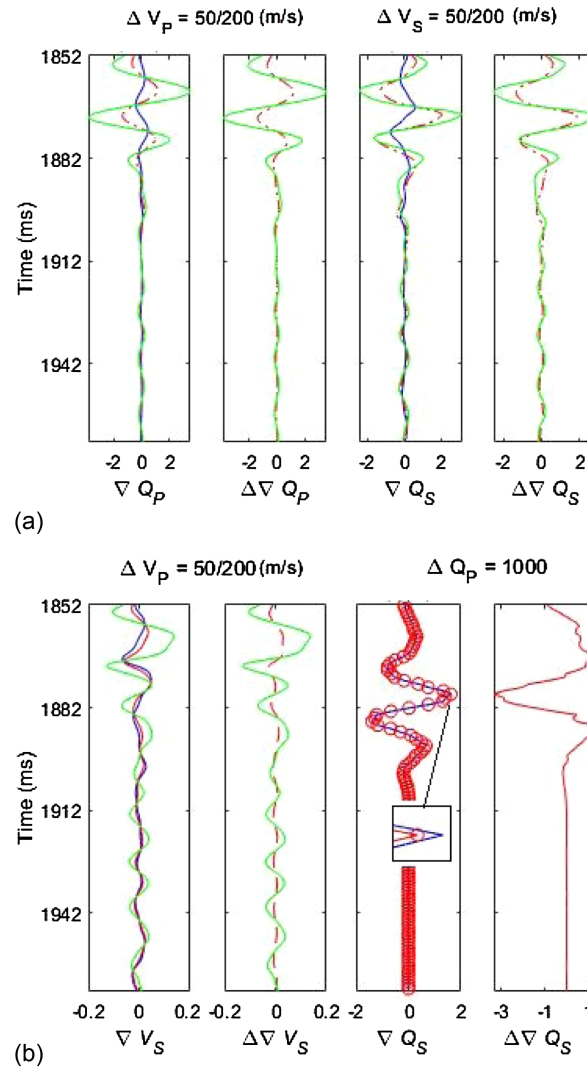 Δ V_P = 50/200 (m/s) Δ V_S = 50/200 (m/s)
1852
1882
1912
1942
Time (ms)
-2 0 2 -2 0 2 -2 0 2 -2 0 2
∇ Q_P Δ∇ Q_P ∇ Q_S Δ∇ Q_S
(a)
Δ V_P = 50/200 (m/s) Δ Q_P = 1000
1852
1882
1912
1942
Time (ms)
-0.2 0 0.2 -0.2 0 0.2 2 0 -2 -3 -1 1
∇ V_S Δ∇ V_S ∇ Q_S Δ∇ Q_S
(b)